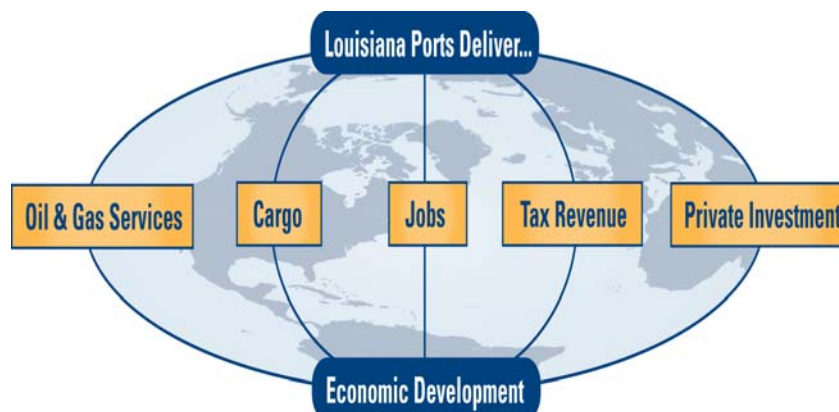 Louisiana Ports Deliver...
Oil & Gas Services
Cargo
Jobs
Tax Revenue
Private Investment
Economic Development